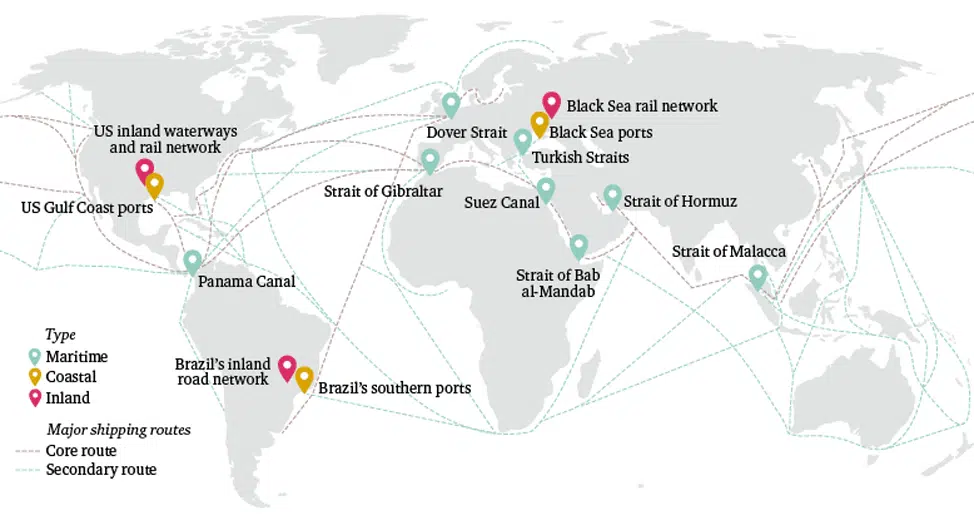 Black Sea rail network
US inland waterways
and rail network
Dover Strait
Black Sea ports
Turkish Straits
Strait of Gibraltar
US Gulf Coast ports
Suez Canal
Strait of Hormuz
Strait of Malacca
Panama Canal
Strait of Bab
al-Mandab
Brazil's inland
road network
Brazil's southern ports
Type
Maritime
Coastal
Inland
Major shipping routes
Core route
Secondary route